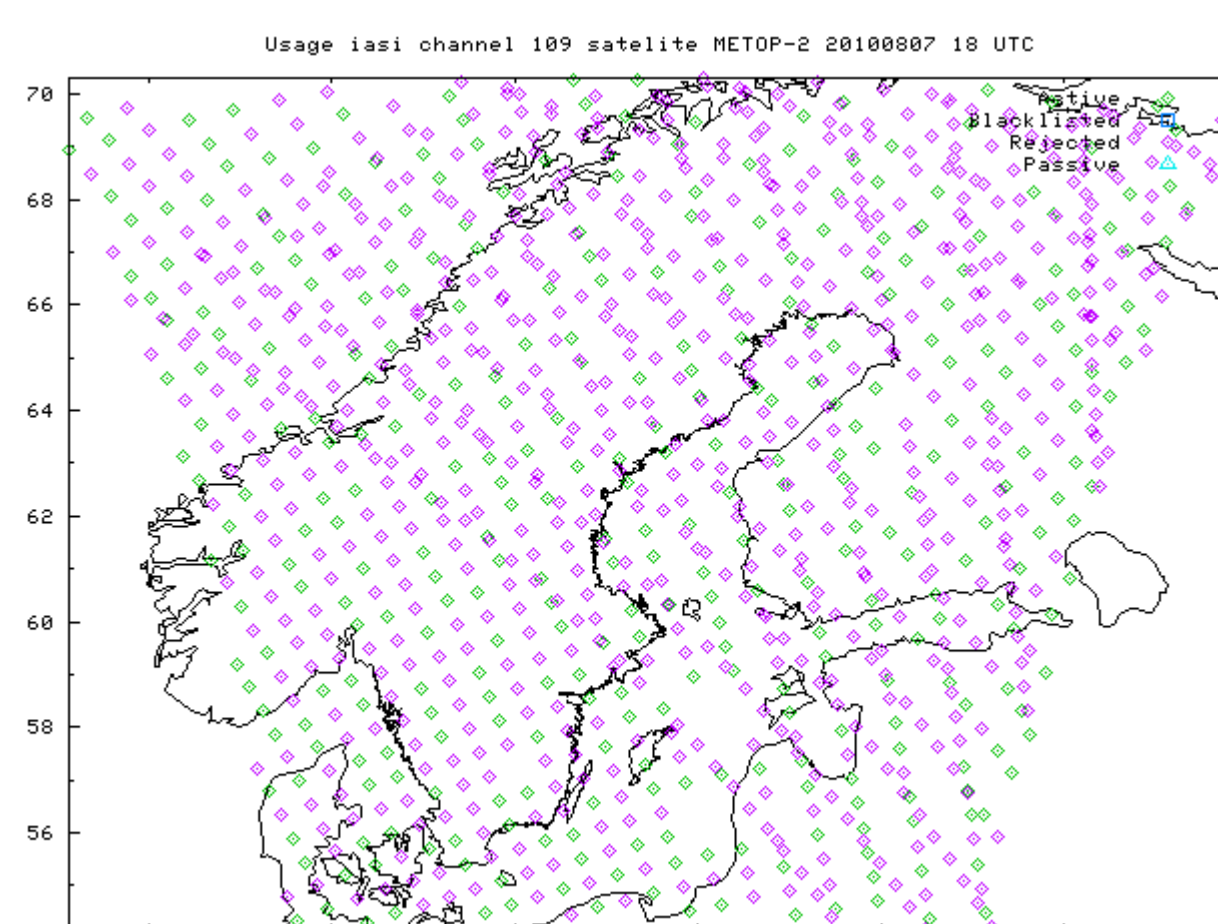 Usage iasi channel 109 satelite METOP-2 20100807 18 UTC
70
Active
Blacklisted
Rejected
Passive
68
66
64
62
60
58
56